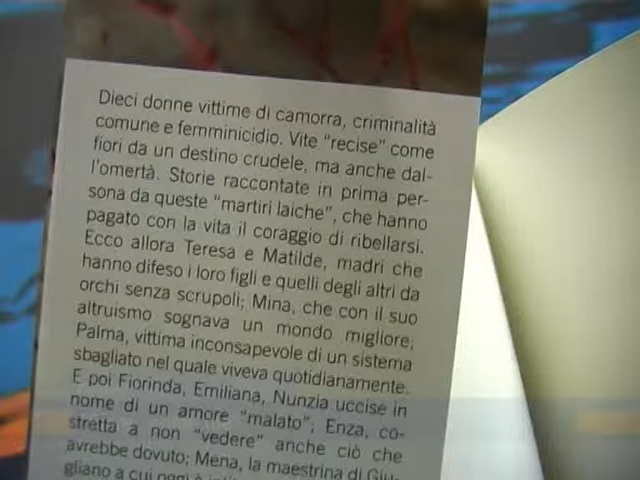 Dieci donne vittime di camorra, criminalità
comune e femminicidio. Vite “recise” come
fiori da un destino crudele, ma anche dal-
l’omertà. Storie raccontate in prima per-
sona da queste “martiri laiche”, che hanno
pagato con la vita il coraggio di ribellarsi.
Ecco allora Teresa e Matilde, madri che
hanno difeso i loro figli e quelli degli altri da
orchi senza scrupoli; Mina, che con il suo
altruismo sognava un mondo migliore;
Palma, vittima inconsapevole di un sistema
sbagliato nel quale viveva quotidianamente.
E poi Fiorinda, Emiliana, Nunzia uccise in
nome di un amore “malato”; Enza, co-
stretta a non “vedere” anche ciò che
avrebbe dovuto; Mena, la maestrina di Giu-
gliano a cui oggi è